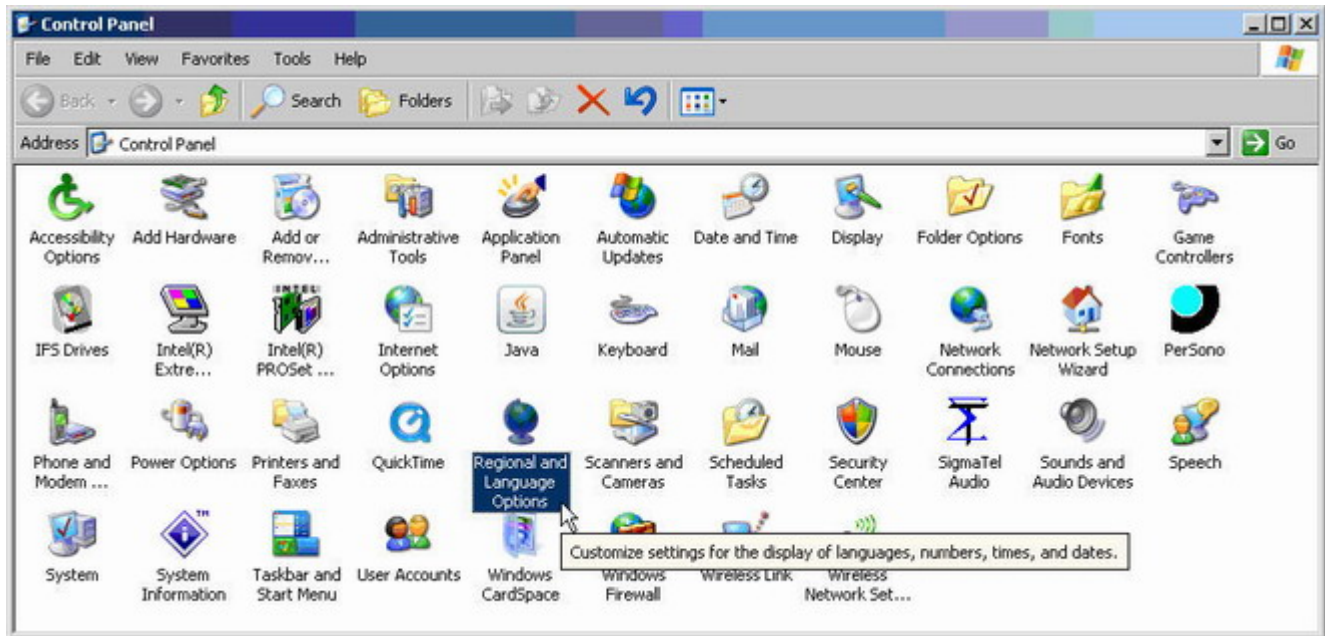 Control Panel
File Edit View Favorites Tools Help
Back Search Folders
Address Control Panel Go
Accessibility Options
Add Hardware
Add or Remov...
Administrative Tools
Application Panel
Automatic Updates
Date and Time
Display
Folder Options
Fonts
Game Controllers
IFS Drives
Intel(R) Extre...
INTEL
Intel(R) PROSet ...
Internet Options
Java
Keyboard
Mail
Mouse
Network Connections
Network Setup Wizard
PerSono
Phone and Modem ...
Power Options
Printers and Faxes
QuickTime
Regional and Language Options
Scanners and Cameras
Scheduled Tasks
Security Center
SigmaTel Audio
Sounds and Audio Devices
Speech
System
TM
System Information
Taskbar and Start Menu
User Accounts
Windows CardSpace
Customize settings for the display of languages, numbers, times, and dates.
Windows Firewall
Wireless Link
Wireless Network Set...